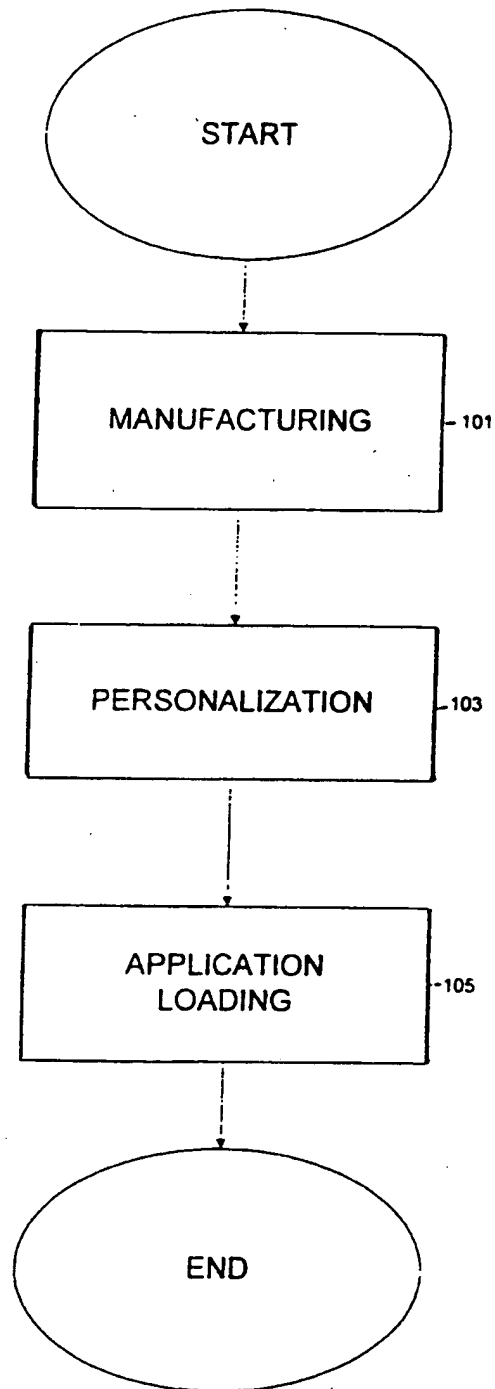 START
MANUFACTURING
101
PERSONALIZATION
103
APPLICATION
LOADING
105
END